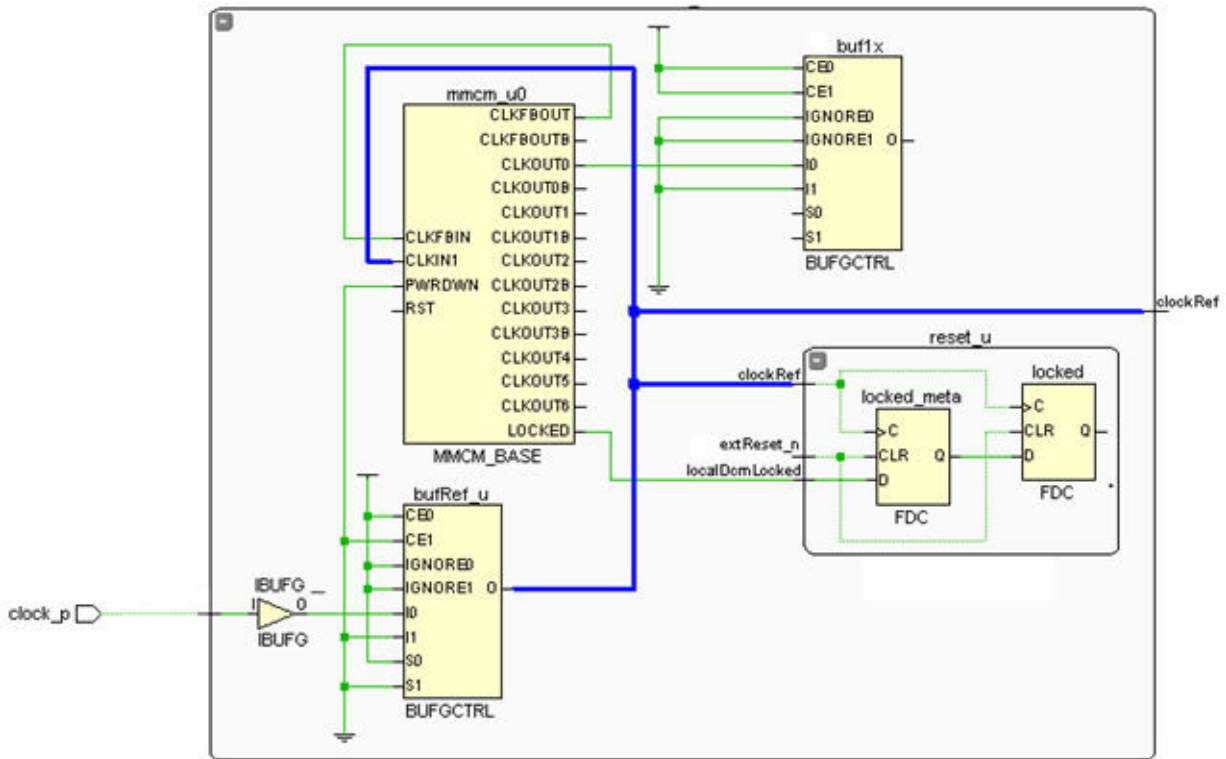 buf1x
CE0
CE1
IGNORE0
IGNORE1 O
I0
I1
S0
S1
BUFGCTRL
mmcm_u0
CLKFBOUT
CLKFBOUTB
CLKOUT0
CLKOUT0B
CLKOUT1
CLKFBIN CLKOUT1B
CLKIN1 CLKOUT2
PWRDWN CLKOUT2B
RST CLKOUT3
CLKOUT3B
CLKOUT4
CLKOUT5
CLKOUT6
LOCKED
MMCM_BASE
clockRef
reset_u
clockRef
extReset_n
localDomLocked
locked_meta
C
CLR Q
D
FDC
locked
C
CLR Q
D
FDC
bufRef_u
CE0
CE1
IGNORE0
IGNORE1 O
I0
I1
S0
S1
BUFGCTRL
clock_p
IBUFG _
I O
IBUFG